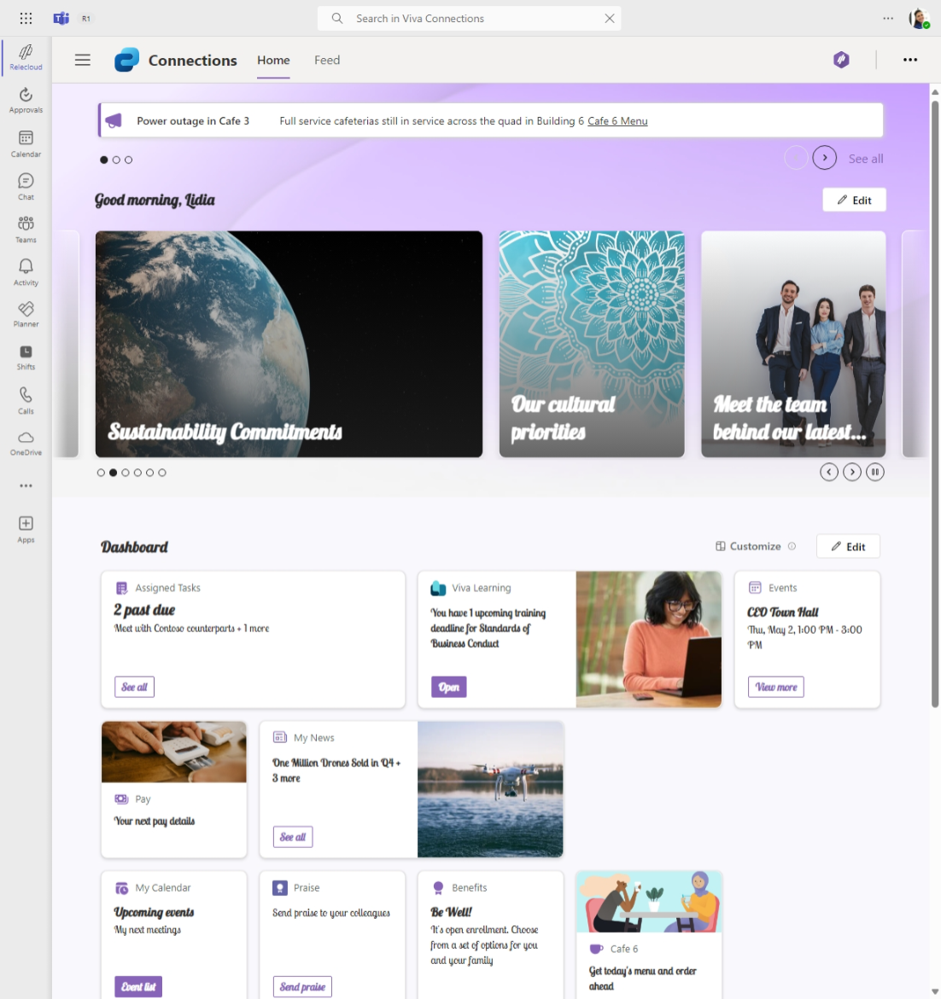 R1
Search in Viva Connections
Relecloud
Approvals
Calendar
Chat
Teams
Activity
Planner
Shifts
Calls
OneDrive
Apps
Connections
Home
Feed
Power outage in Cafe 3
Full service cafeterias still in service across the quad in Building 6 Cafe 6 Menu
See all
Good morning, Lidia
Edit
Sustainability Commitments
Our cultural
priorities
Meet the team
behind our latest...
Dashboard
Customize
Edit
Assigned Tasks
2 past due
Meet with Contoso counterparts + 1 more
See all
Viva Learning
You have 1 upcoming training
deadline for Standards of
Business Conduct
Open
Events
CEO Town Hall
Thu, May 2, 1:00 PM - 3:00
PM
View more
Pay
Your next pay details
My News
One Million Drones Sold in Q4 +
3 more
See all
My Calendar
Upcoming events
My next meetings
Event list
Praise
Send praise to your colleagues
Send praise
Benefits
Be Well!
It's open enrollment. Choose
from a set of options for you
and your family
Cafe 6
Get today's menu and order
ahead